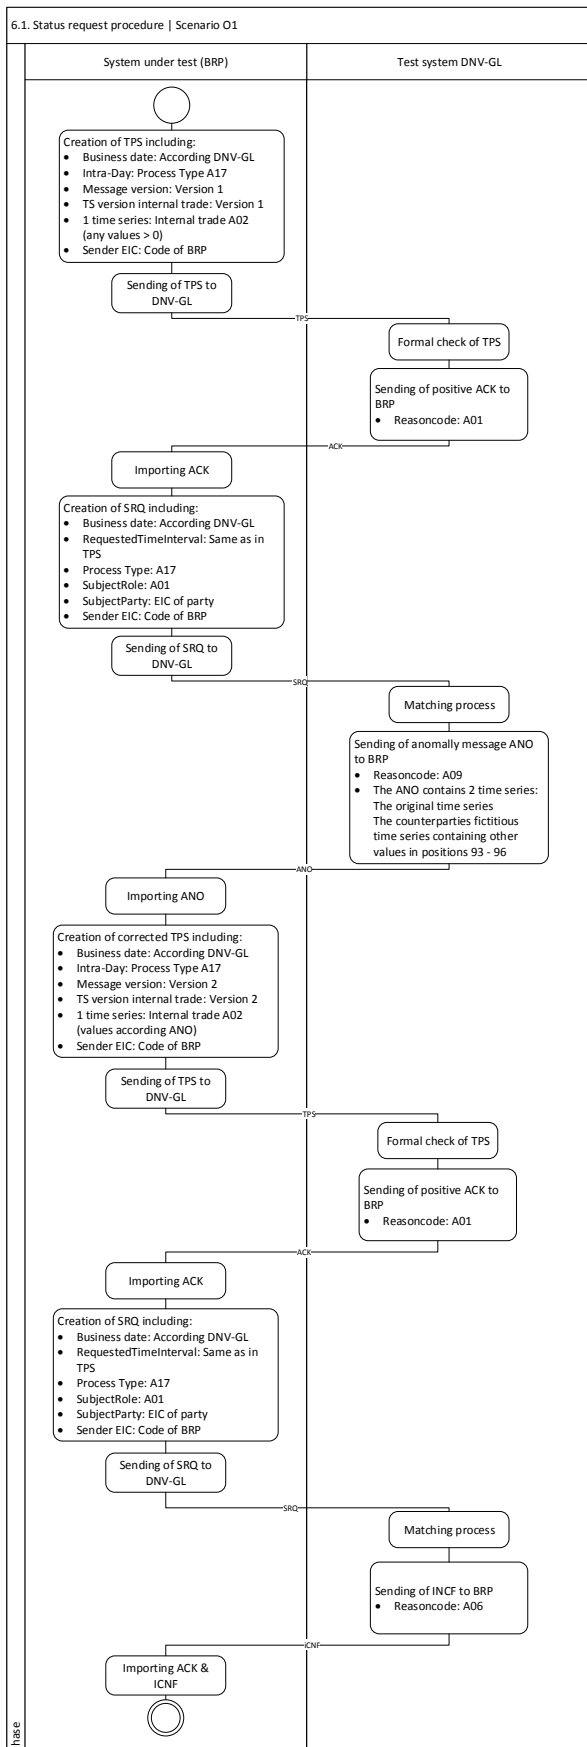 6.1. Status request procedure | Scenario O1
System under test (BRP)
Test system DNV-GL
Creation of TPS including:
• Business date: According DNV-GL
• Intra-Day: Process Type A17
• Message version: Version 1
• TS version internal trade: Version 1
• 1 time series: Internal trade A02
(any values > 0)
• Sender EIC: Code of BRP
Sending of TPS to
DNV-GL
TPS
Formal check of TPS
Sending of positive ACK to
BRP
• Reasoncode: A01
ACK
Importing ACK
Creation of SRQ including:
• Business date: According DNV-GL
• RequestedTimeInterval: Same as in
TPS
• Process Type: A17
• SubjectRole: A01
• SubjectParty: EIC of party
• Sender EIC: Code of BRP
Sending of SRQ to
DNV-GL
SRQ
Matching process
Sending of anomally message ANO
to BRP
• Reasoncode: A09
• The ANO contains 2 time series:
The original time series
The counterparties fictitious
time series containing other
values in positions 93 - 96
ANO
Importing ANO
Creation of corrected TPS including:
• Business date: According DNV-GL
• Intra-Day: Process Type A17
• Message version: Version 2
• TS version internal trade: Version 2
• 1 time series: Internal trade A02
(values according ANO)
• Sender EIC: Code of BRP
Sending of TPS to
DNV-GL
TPS
Formal check of TPS
Sending of positive ACK to
BRP
• Reasoncode: A01
ACK
Importing ACK
Creation of SRQ including:
• Business date: According DNV-GL
• RequestedTimeInterval: Same as in
TPS
• Process Type: A17
• SubjectRole: A01
• SubjectParty: EIC of party
• Sender EIC: Code of BRP
Sending of SRQ to
DNV-GL
SRQ
Matching process
Sending of INCF to BRP
• Reasoncode: A06
iCNF
Importing ACK &
ICNF
hase